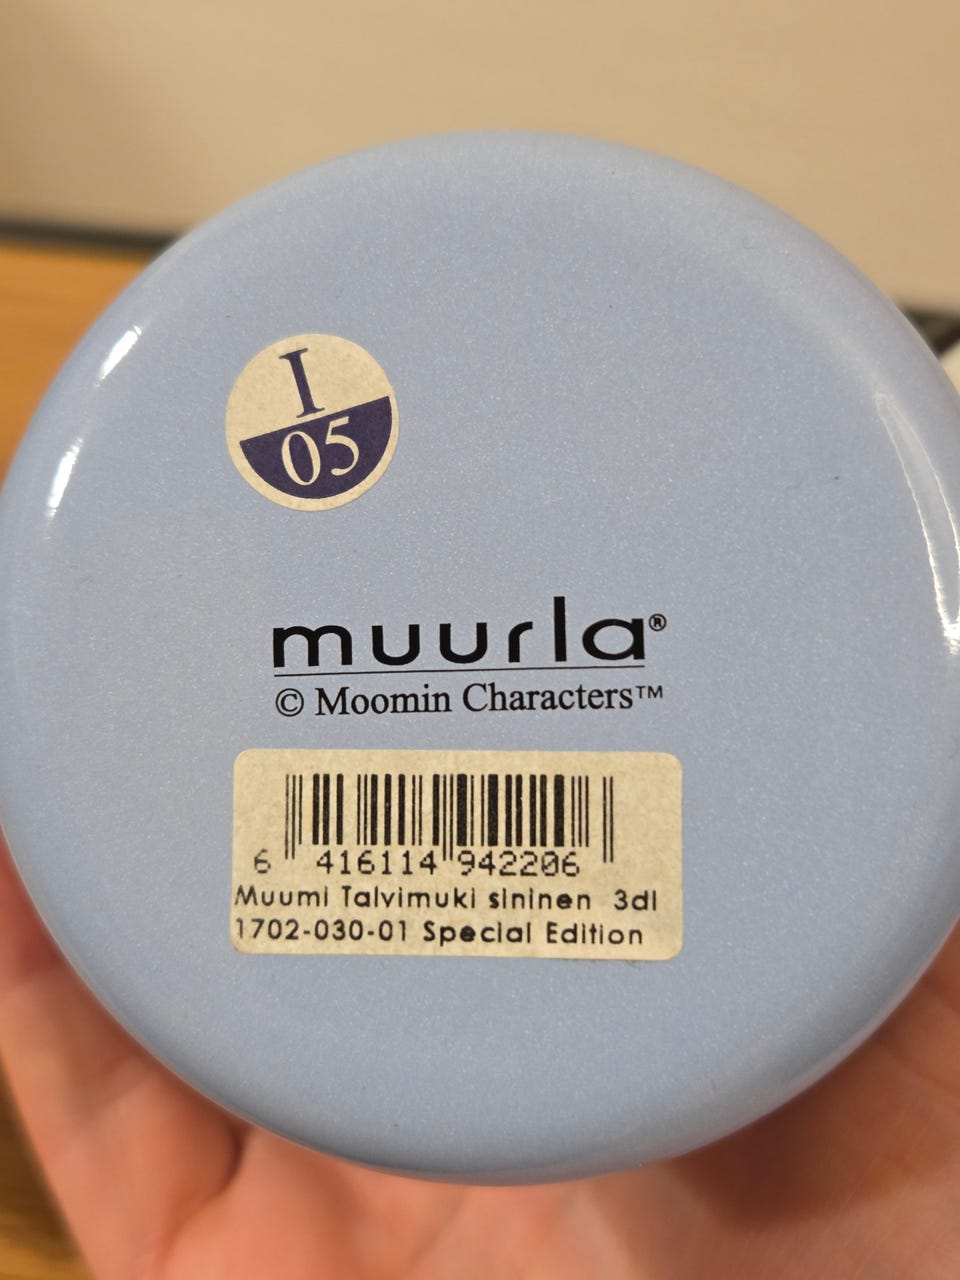 I
05
muurla®
© Moomin Characters™
6 416114 942206
Muumi Talvimuki sininen 3dl
1702-030-01 Special Edition